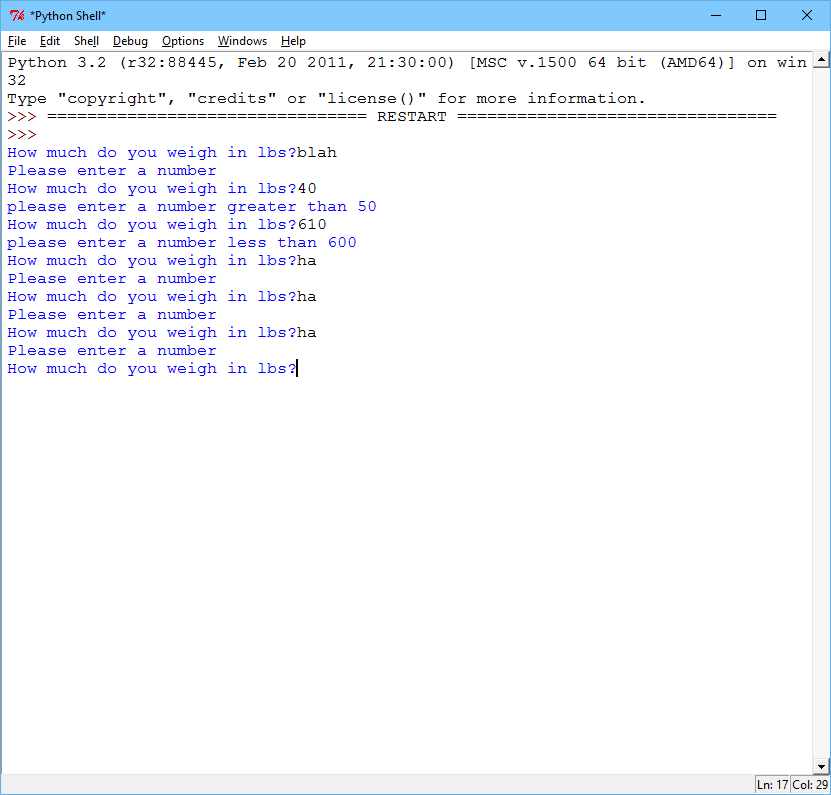 *Python Shell*
File Edit Shell Debug Options Windows Help
Python 3.2 (r32:88445, Feb 20 2011, 21:30:00) [MSC v.1500 64 bit (AMD64)] on win
32
Type "copyright", "credits" or "license()" for more information.
>>> ================================ RESTART ================================
>>>
How much do you weigh in lbs?blah
Please enter a number
How much do you weigh in lbs?40
please enter a number greater than 50
How much do you weigh in lbs?610
please enter a number less than 600
How much do you weigh in lbs?ha
Please enter a number
How much do you weigh in lbs?ha
Please enter a number
How much do you weigh in lbs?ha
Please enter a number
How much do you weigh in lbs?
Ln: 17 Col: 29